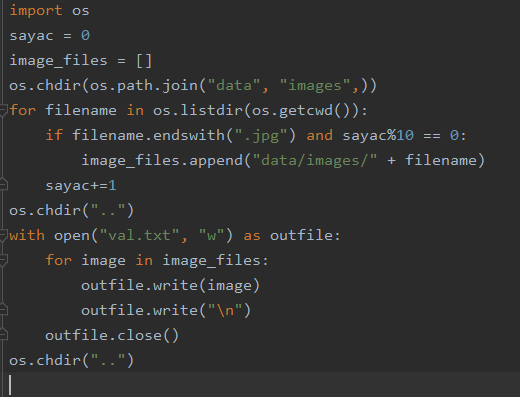 import os
sayac = 0
image_files = []
os.chdir(os.path.join("data", "images",))
for filename in os.listdir(os.getcwd()):
    if filename.endswith(".jpg") and sayac%10 == 0:
        image_files.append("data/images/" + filename)
    sayac+=1
os.chdir("..")
with open("val.txt", "w") as outfile:
    for image in image_files:
        outfile.write(image)
        outfile.write("\n")
    outfile.close()
os.chdir("..")